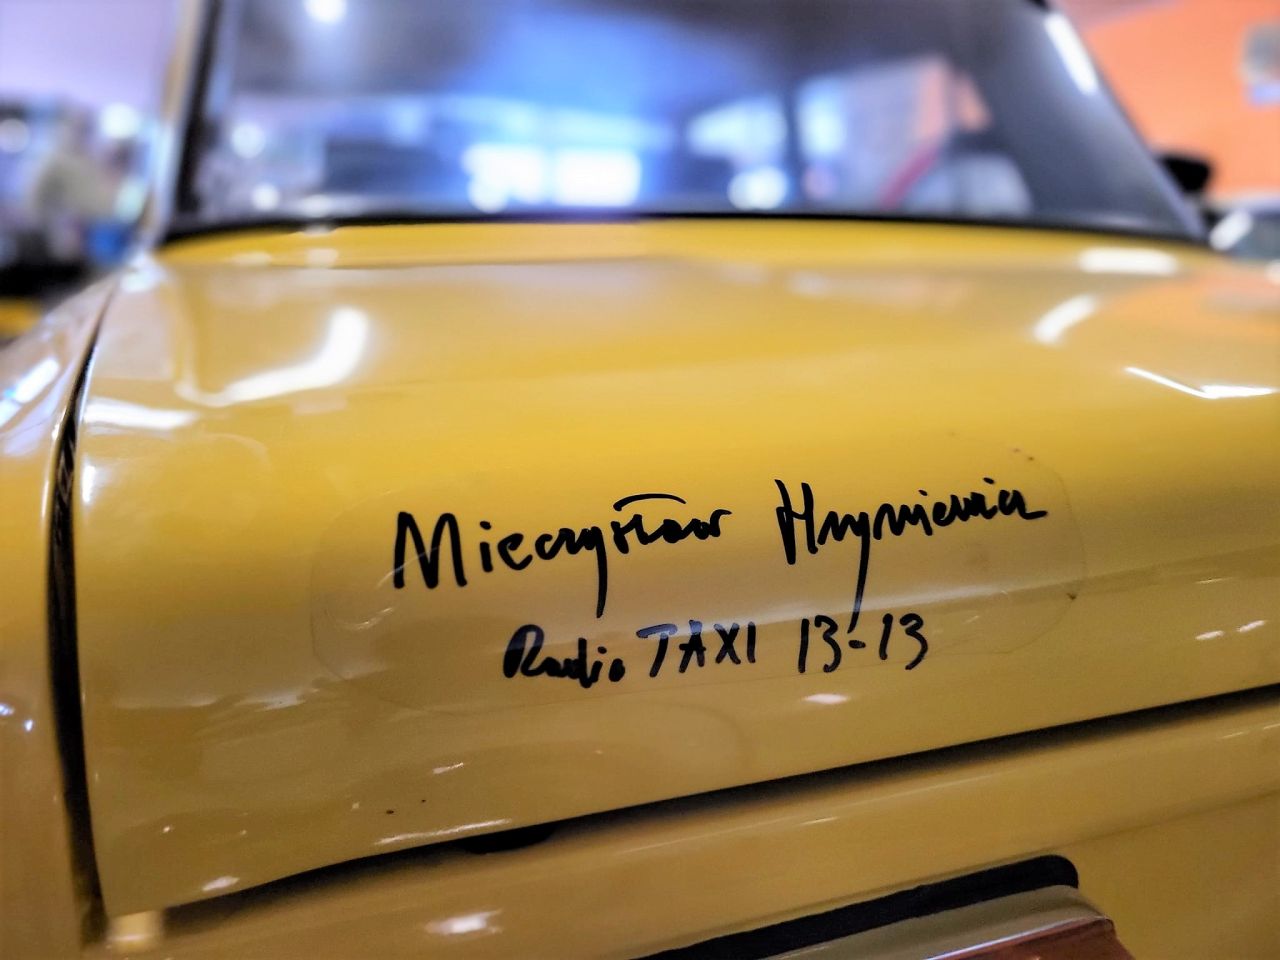 Mieczysław Hryniewicz
Radio TAXI 13-13